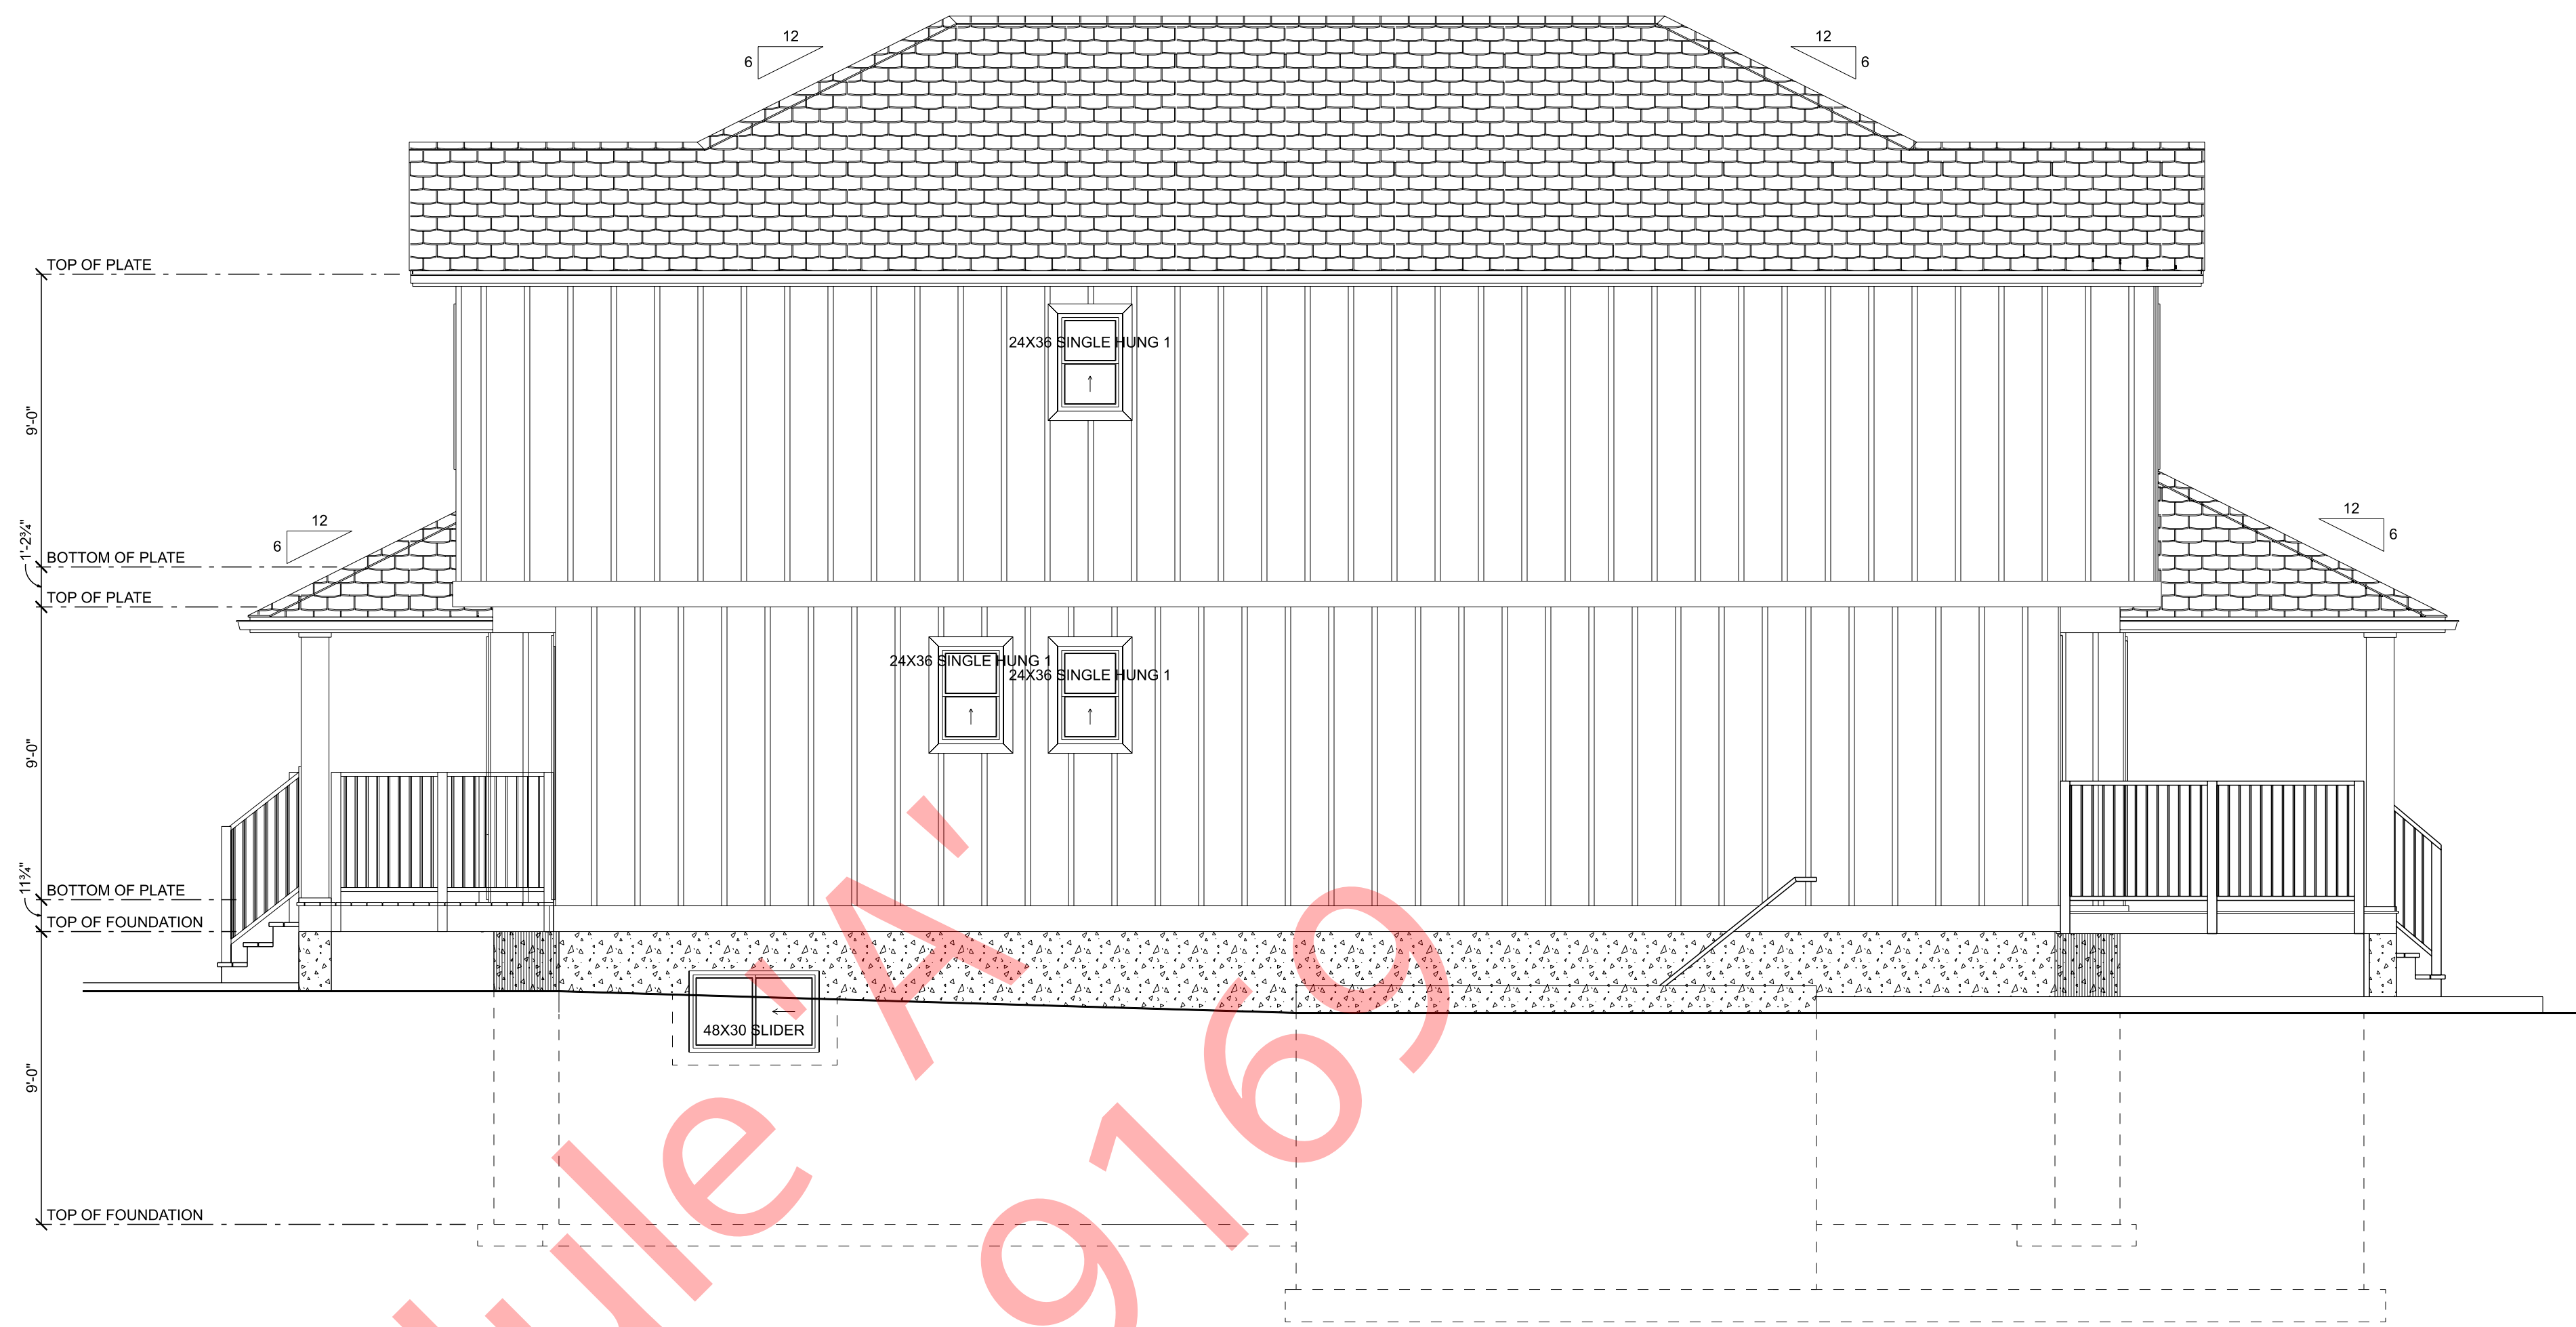 12
6
12
6
TOP OF PLATE
24X36 SINGLE HUNG 1
9'-0"
12
6
12
6
1'-2¾"
BOTTOM OF PLATE
TOP OF PLATE
24X36 SINGLE HUNG 1
24X36 SINGLE HUNG 1
9'-0"
11¾"
BOTTOM OF PLATE
TOP OF FOUNDATION
48X30 SLIDER
9'-0"
TOP OF FOUNDATION
ule 'A'
9169